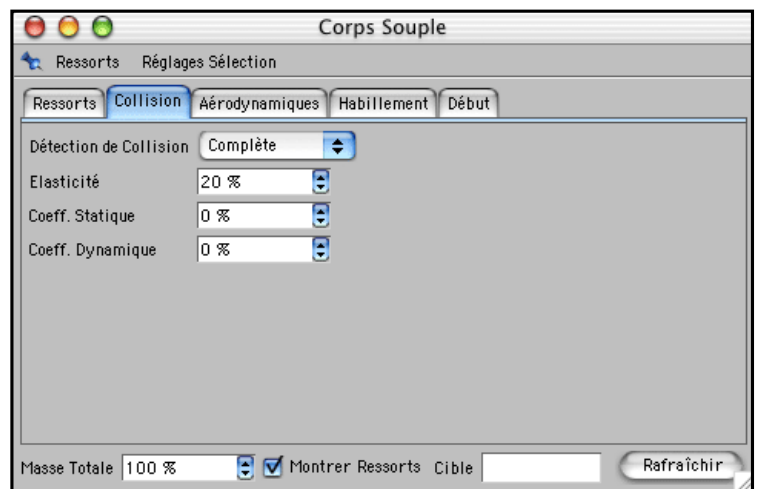 Corps Souple
Ressorts Réglages Sélection
Ressorts Collision Aérodynamiques Habillement Début
Détection de Collision Complète
Elasticité 20 %
Coeff. Statique 0 %
Coeff. Dynamique 0 %
Masse Totale 100 % Montrer Ressorts Cible Rafraîchir